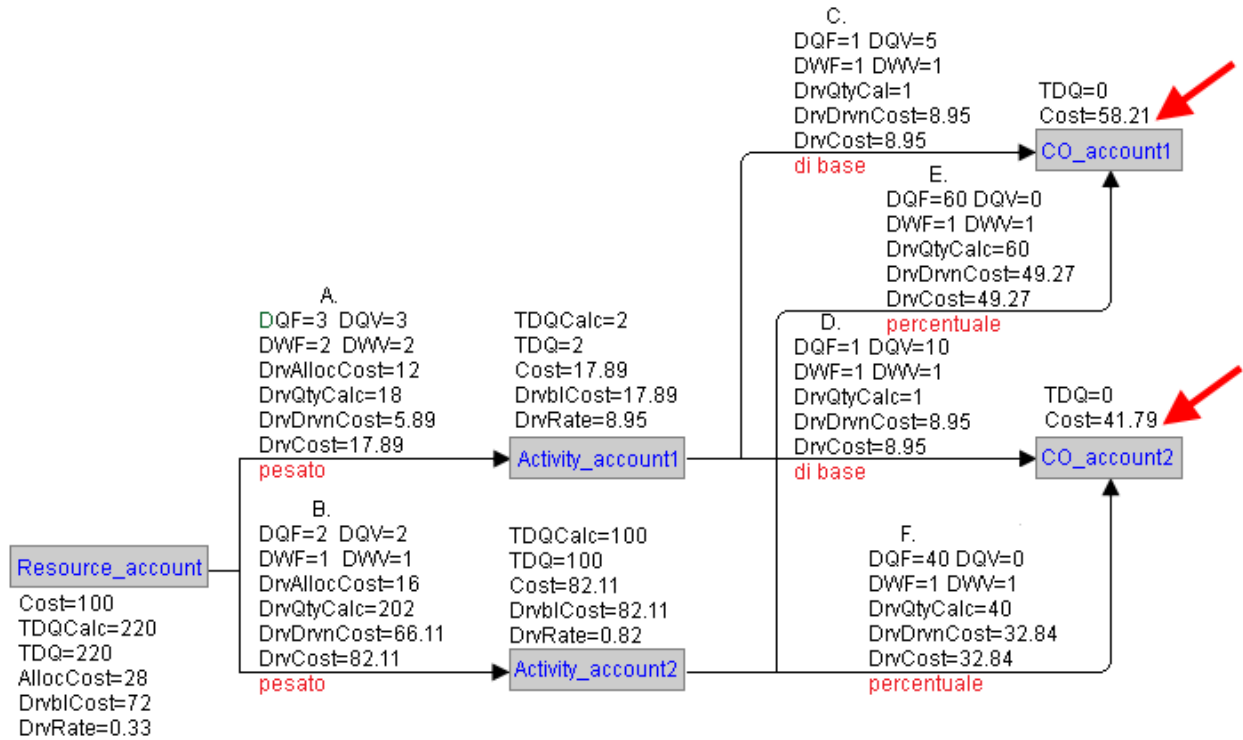 C.
DQF=1 DQV=5
DWF=1 DWV=1
DrvQtyCal=1
DrvDrvnCost=8.95
DrvCost=8.95
di base
TDQ=0
Cost=58.21
CO_account1
E.
DQF=60 DQV=0
DWF=1 DWV=1
DrvQtyCalc=60
DrvDrvnCost=49.27
DrvCost=49.27
percentuale
A.
DQF=3 DQV=3
DWF=2 DWV=2
DrvAllocCost=12
DrvQtyCalc=18
DrvDrvnCost=5.89
DrvCost=17.89
pesato
TDQCalc=2
TDQ=2
Cost=17.89
DrvblCost=17.89
DrvRate=8.95
Activity_account1
D.
DQF=1 DQV=10
DWF=1 DWV=1
DrvQtyCalc=1
DrvDrvnCost=8.95
DrvCost=8.95
di base
TDQ=0
Cost=41.79
CO_account2
B.
DQF=2 DQV=2
DWF=1 DWV=1
DrvAllocCost=16
DrvQtyCalc=202
DrvDrvnCost=66.11
DrvCost=82.11
pesato
TDQCalc=100
TDQ=100
Cost=82.11
DrvblCost=82.11
DrvRate=0.82
Activity_account2
F.
DQF=40 DQV=0
DWF=1 DWV=1
DrvQtyCalc=40
DrvDrvnCost=32.84
DrvCost=32.84
percentuale
Resource_account
Cost=100
TDQCalc=220
TDQ=220
AllocCost=28
DrvblCost=72
DrvRate=0.33